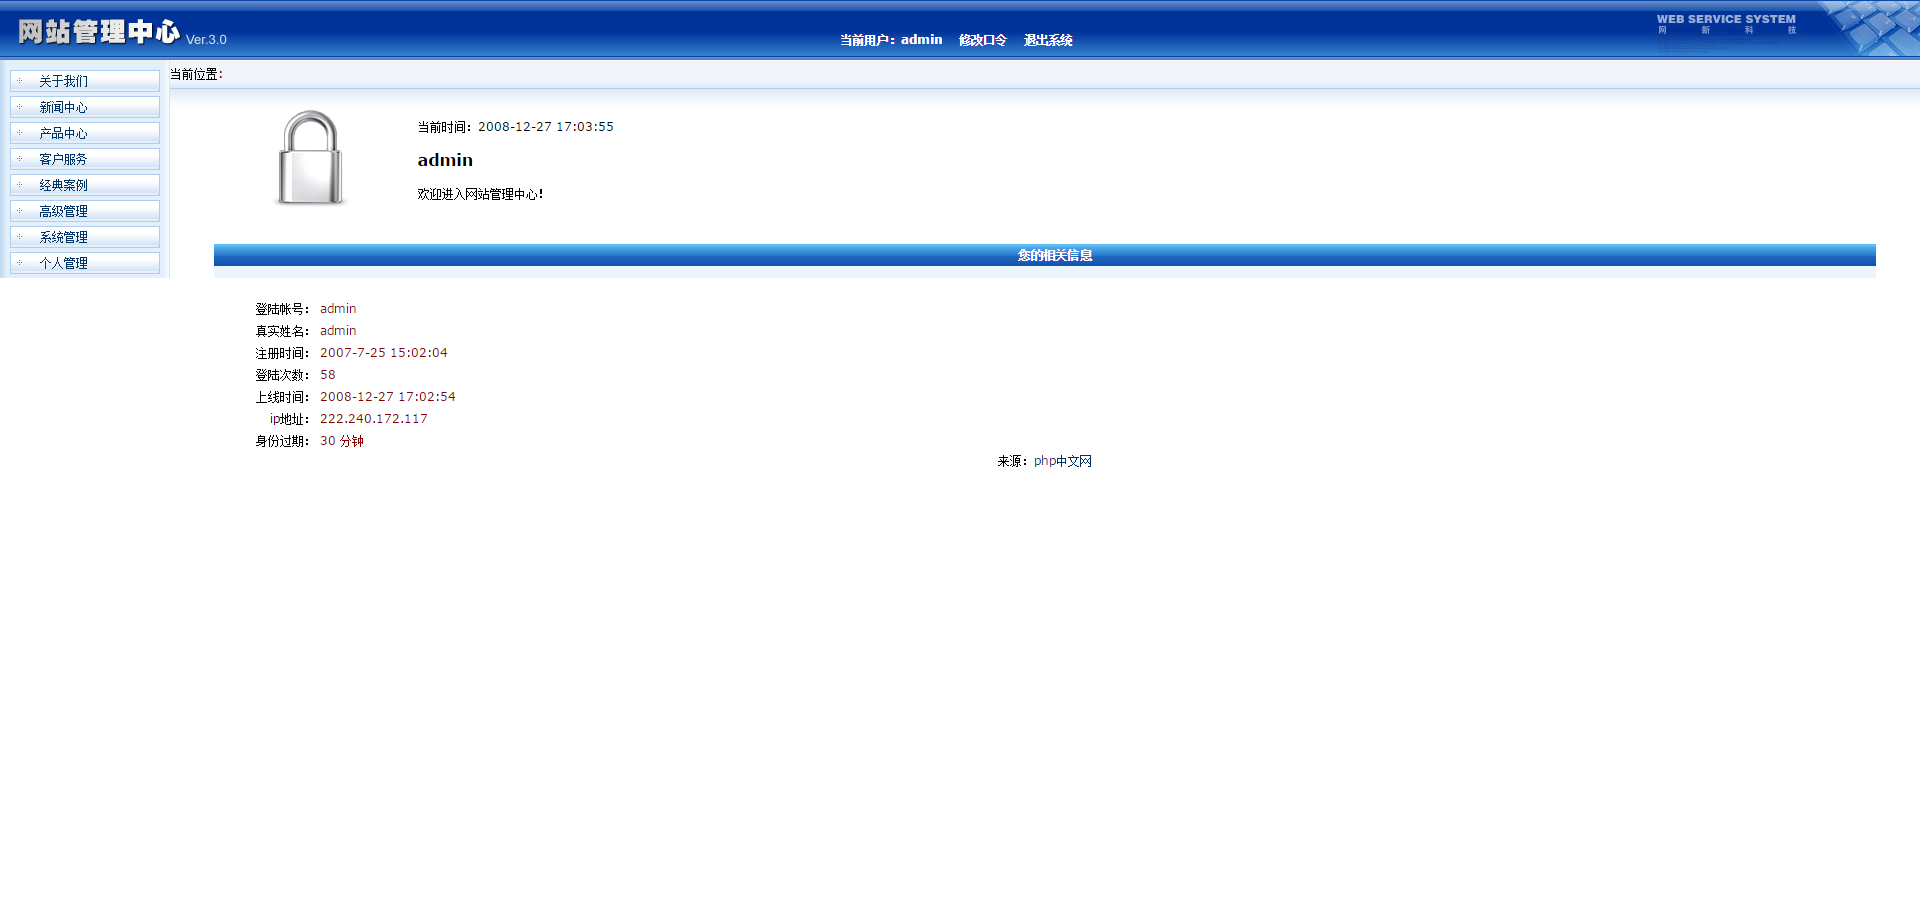 网站管理中心 Ver.3.0
当前用户：admin 修改口令 退出系统
WEB SERVICE SYSTEM
网 新 科 技
当前位置：
关于我们
新闻中心
产品中心
客户服务
经典案例
高级管理
系统管理
个人管理
当前时间：2008-12-27 17:03:55
admin
欢迎进入网站管理中心！
您的相关信息
登陆帐号： admin
真实姓名： admin
注册时间： 2007-7-25 15:02:04
登陆次数： 58
上线时间： 2008-12-27 17:02:54
ip地址： 222.240.172.117
身份过期： 30 分钟
来源：php中文网